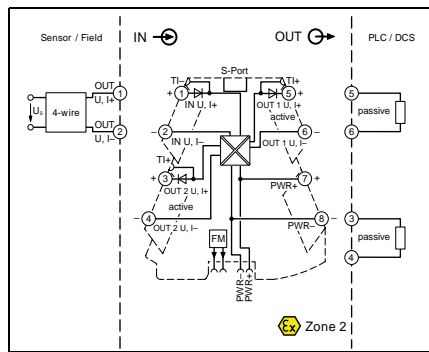 Sensor / Field
IN
OUT
PLC / DCS
S-Port
TI–
TI+
OUT
U, I+
1
+
1
IN U, I+
5
+
OUT 1 U, I+
active
5
passive
6
Us
4-wire
OUT
U, I–
2
–
2
IN U, I–
6
–
OUT 1 U, I–
TI+
+
3
OUT 2 U, I+
active
7
+
PWR+
–
4
OUT 2 U, I–
8
–
PWR–
3
passive
4
FM
PWR–
PWR+
Ex
Zone 2